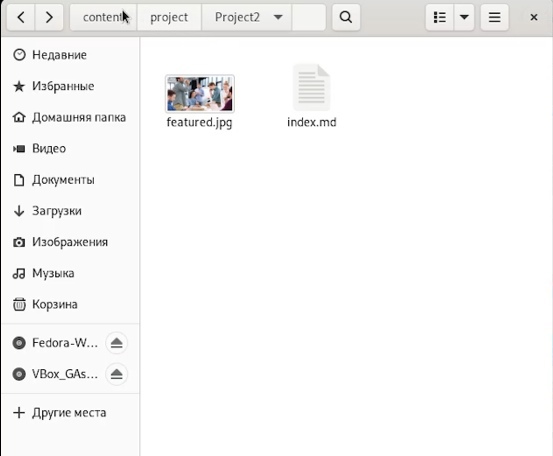 content
project
Project2
Недавние
Избранные
Домашняя папка
Видео
Документы
Загрузки
Изображения
Музыка
Корзина
Fedora-W...
VBox_GAs...
Другие места
featured.jpg
index.md